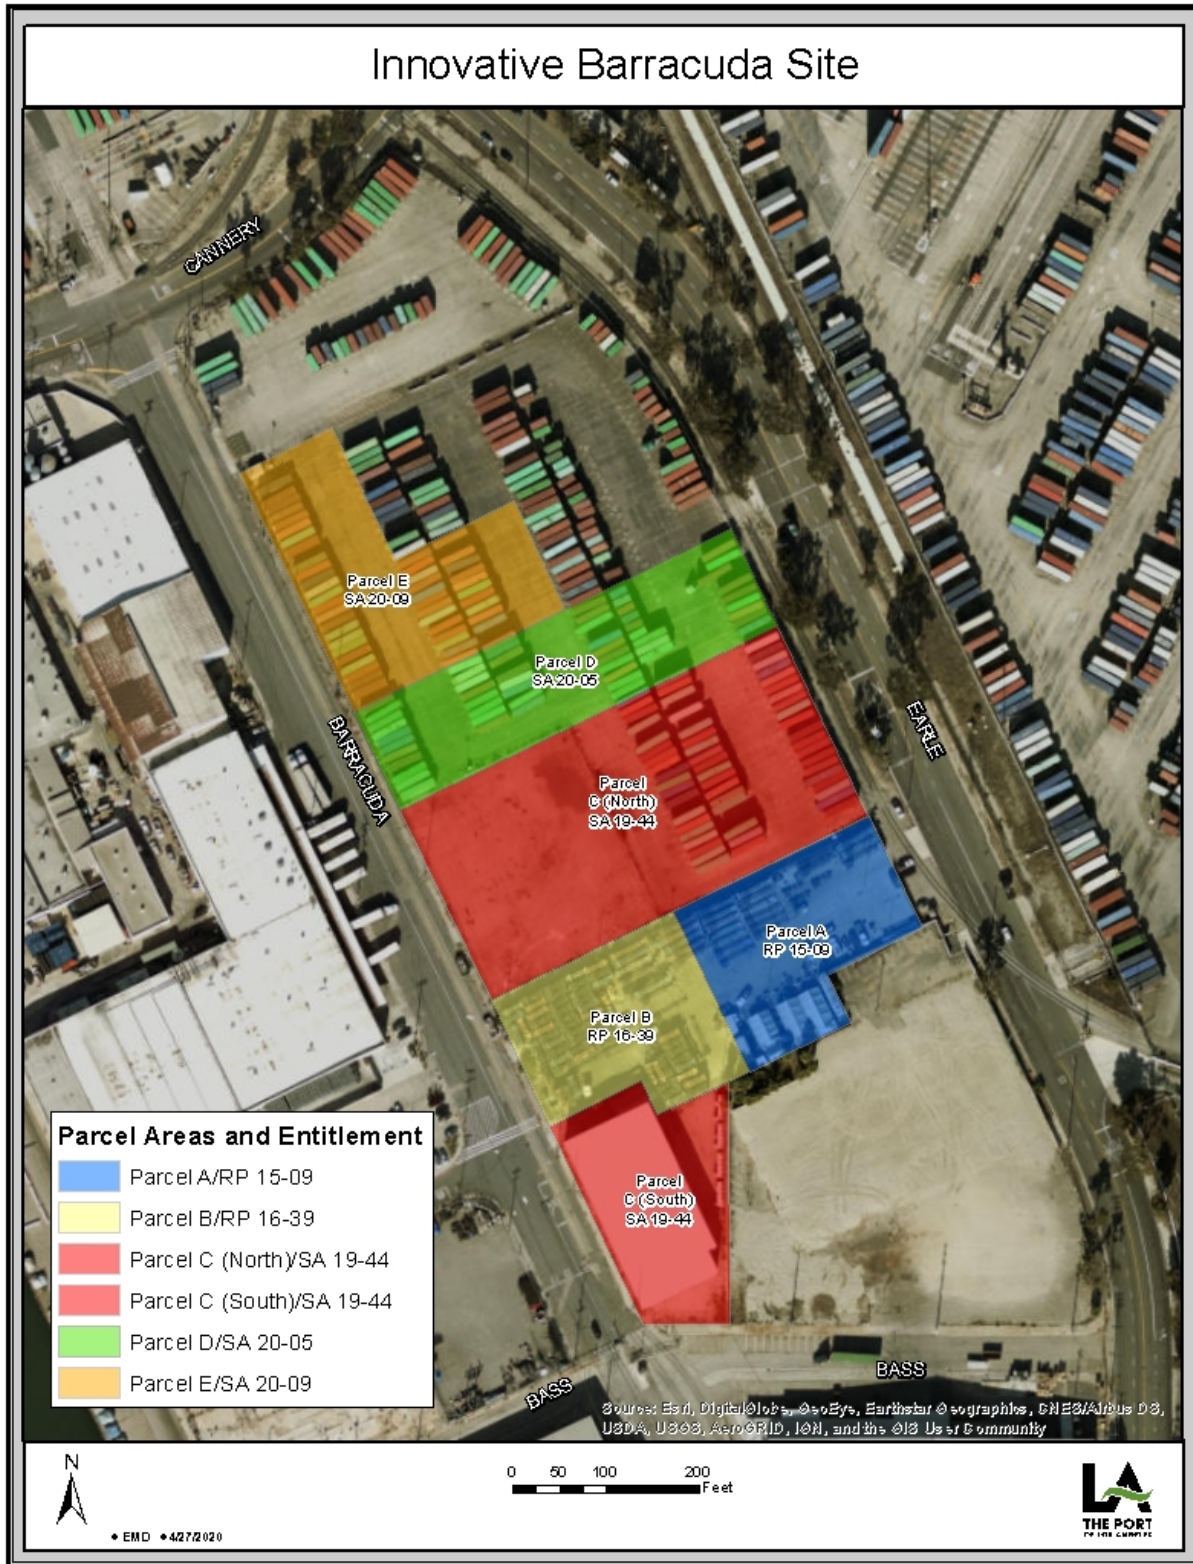 Innovative Barracuda Site
CANNERY
Parcel E
SA 20-09
Parcel D
SA 20-05
BARRACUDA
EARLE
Parcel
C (North)
SA 19-44
Parcel A
RP 15-09
Parcel B
RP 16-39
Parcel
C (South)
SA 19-44
Parcel Areas and Entitlement
Parcel A/RP 15-09
Parcel B/RP 16-39
Parcel C (North)/SA 19-44
Parcel C (South)/SA 19-44
Parcel D/SA 20-05
Parcel E/SA 20-09
BASS
BASS
Source: Esri, DigitalGlobe, GeoEye, Earthstar Geographics, CNES/Airbus DS,
USDA, USGS, AeroGRID, IGN, and the GIS User Community
N
0 50 100 200
Feet
• EMD • 4/27/2020
LA
THE PORT
OF LOS ANGELES